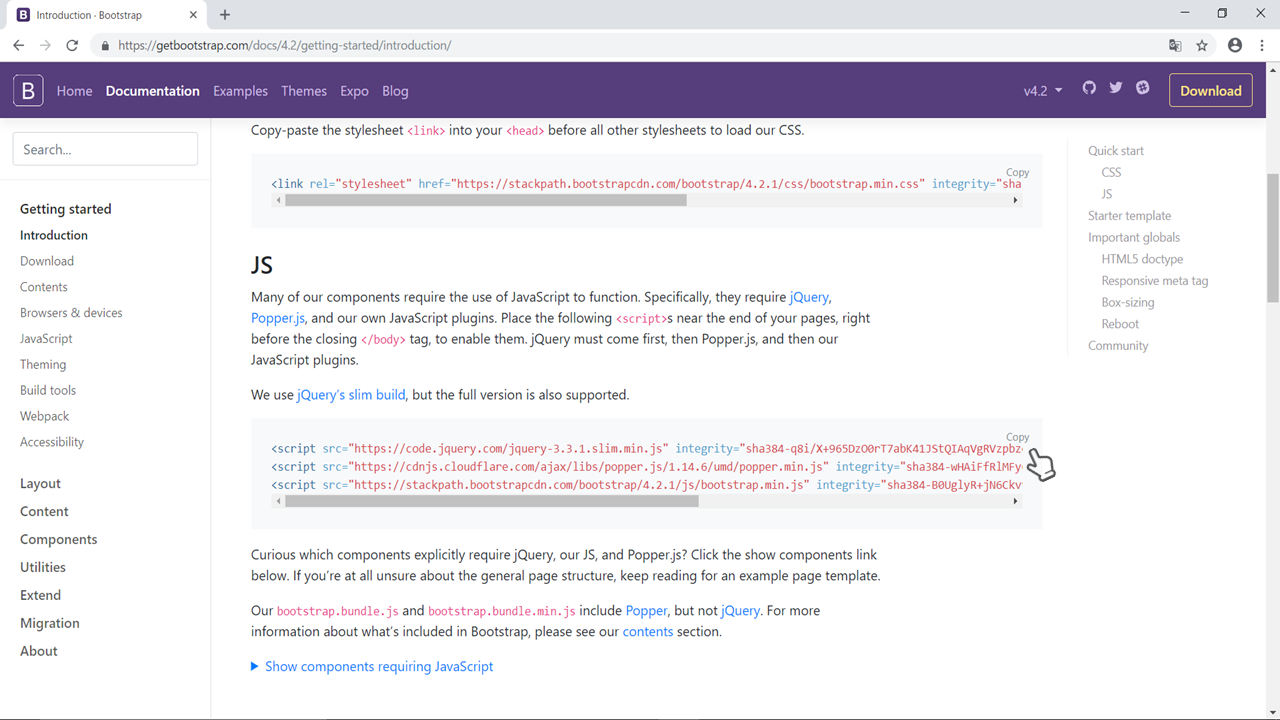 Introduction · Bootstrap
https://getbootstrap.com/docs/4.2/getting-started/introduction/
B Home Documentation Examples Themes Expo Blog v4.2 Download
Search...
Getting started
Introduction
Download
Contents
Browsers & devices
JavaScript
Theming
Build tools
Webpack
Accessibility
Layout
Content
Components
Utilities
Extend
Migration
About
Copy-paste the stylesheet <link> into your <head> before all other stylesheets to load our CSS.
Copy
<link rel="stylesheet" href="https://stackpath.bootstrapcdn.com/bootstrap/4.2.1/css/bootstrap.min.css" integrity="sha
JS
Many of our components require the use of JavaScript to function. Specifically, they require jQuery,
Popper.js, and our own JavaScript plugins. Place the following <script>s near the end of your pages, right
before the closing </body> tag, to enable them. jQuery must come first, then Popper.js, and then our
JavaScript plugins.
We use jQuery's slim build, but the full version is also supported.
Copy
<script src="https://code.jquery.com/jquery-3.3.1.slim.min.js" integrity="sha384-q8i/X+965DzO0rT7abK41JStQIAqVgRVzpbz
<script src="https://cdnjs.cloudflare.com/ajax/libs/popper.js/1.14.6/umd/popper.min.js" integrity="sha384-wHAiFfRlMFy
<script src="https://stackpath.bootstrapcdn.com/bootstrap/4.2.1/js/bootstrap.min.js" integrity="sha384-B0UglyR+jN6Ckv
Curious which components explicitly require jQuery, our JS, and Popper.js? Click the show components link
below. If you're at all unsure about the general page structure, keep reading for an example page template.
Our bootstrap.bundle.js and bootstrap.bundle.min.js include Popper, but not jQuery. For more
information about what's included in Bootstrap, please see our contents section.
Show components requiring JavaScript
Quick start
CSS
JS
Starter template
Important globals
HTML5 doctype
Responsive meta tag
Box-sizing
Reboot
Community